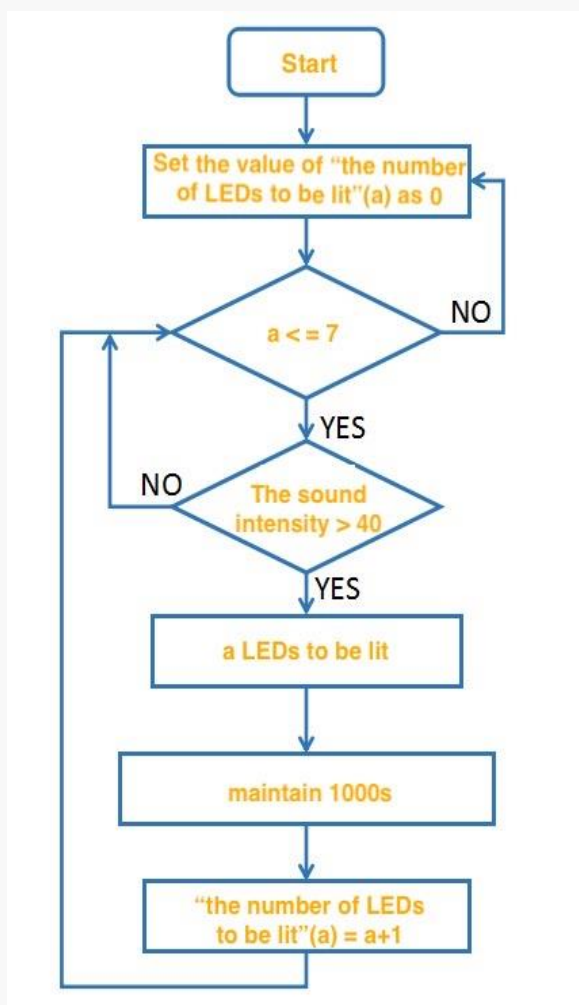 Start
Set the value of “the number
of LEDs to be lit”(a) as 0
a < = 7
NO
YES
NO
The sound
intensity > 40
YES
a LEDs to be lit
maintain 1000s
“the number of LEDs
to be lit”(a) = a+1